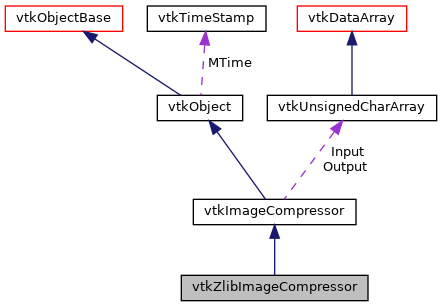 vtkObjectBase
vtkTimeStamp
vtkDataArray
MTime
vtkObject
vtkUnsignedCharArray
Input
Output
vtkImageCompressor
vtkZlibImageCompressor